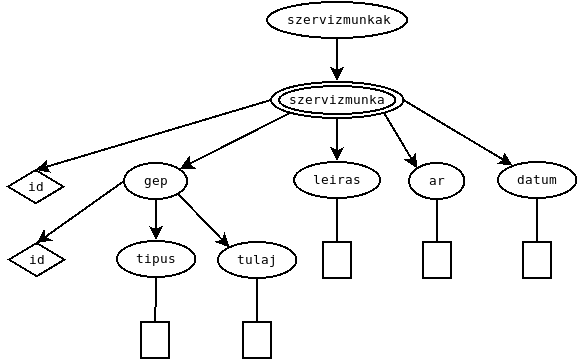 szervizmunkak
szervizmunka
id
gep
leiras
ar
datum
id
tipus
tulaj